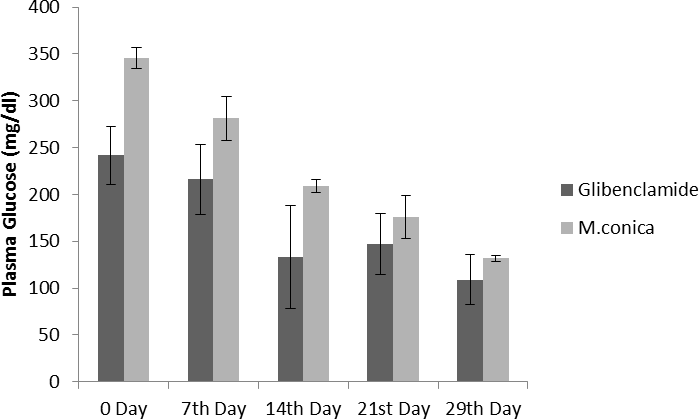 Plasma Glucose (mg/dl)
400
350
300
250
200
150
100
50
0
0 Day 7th Day 14th Day 21st Day 29th Day
Glibenclamide
M.conica